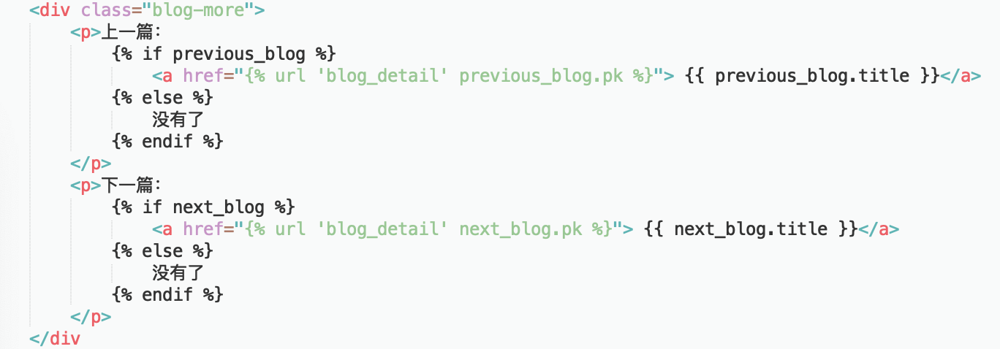 <div class="blog-more">
    <p>上一篇:
        {% if previous_blog %}
            <a href="{% url 'blog_detail' previous_blog.pk %}"> {{ previous_blog.title }}</a>
        {% else %}
            没有了
        {% endif %}
    </p>
    <p>下一篇:
        {% if next_blog %}
            <a href="{% url 'blog_detail' next_blog.pk %}"> {{ next_blog.title }}</a>
        {% else %}
            没有了
        {% endif %}
    </p>
</div